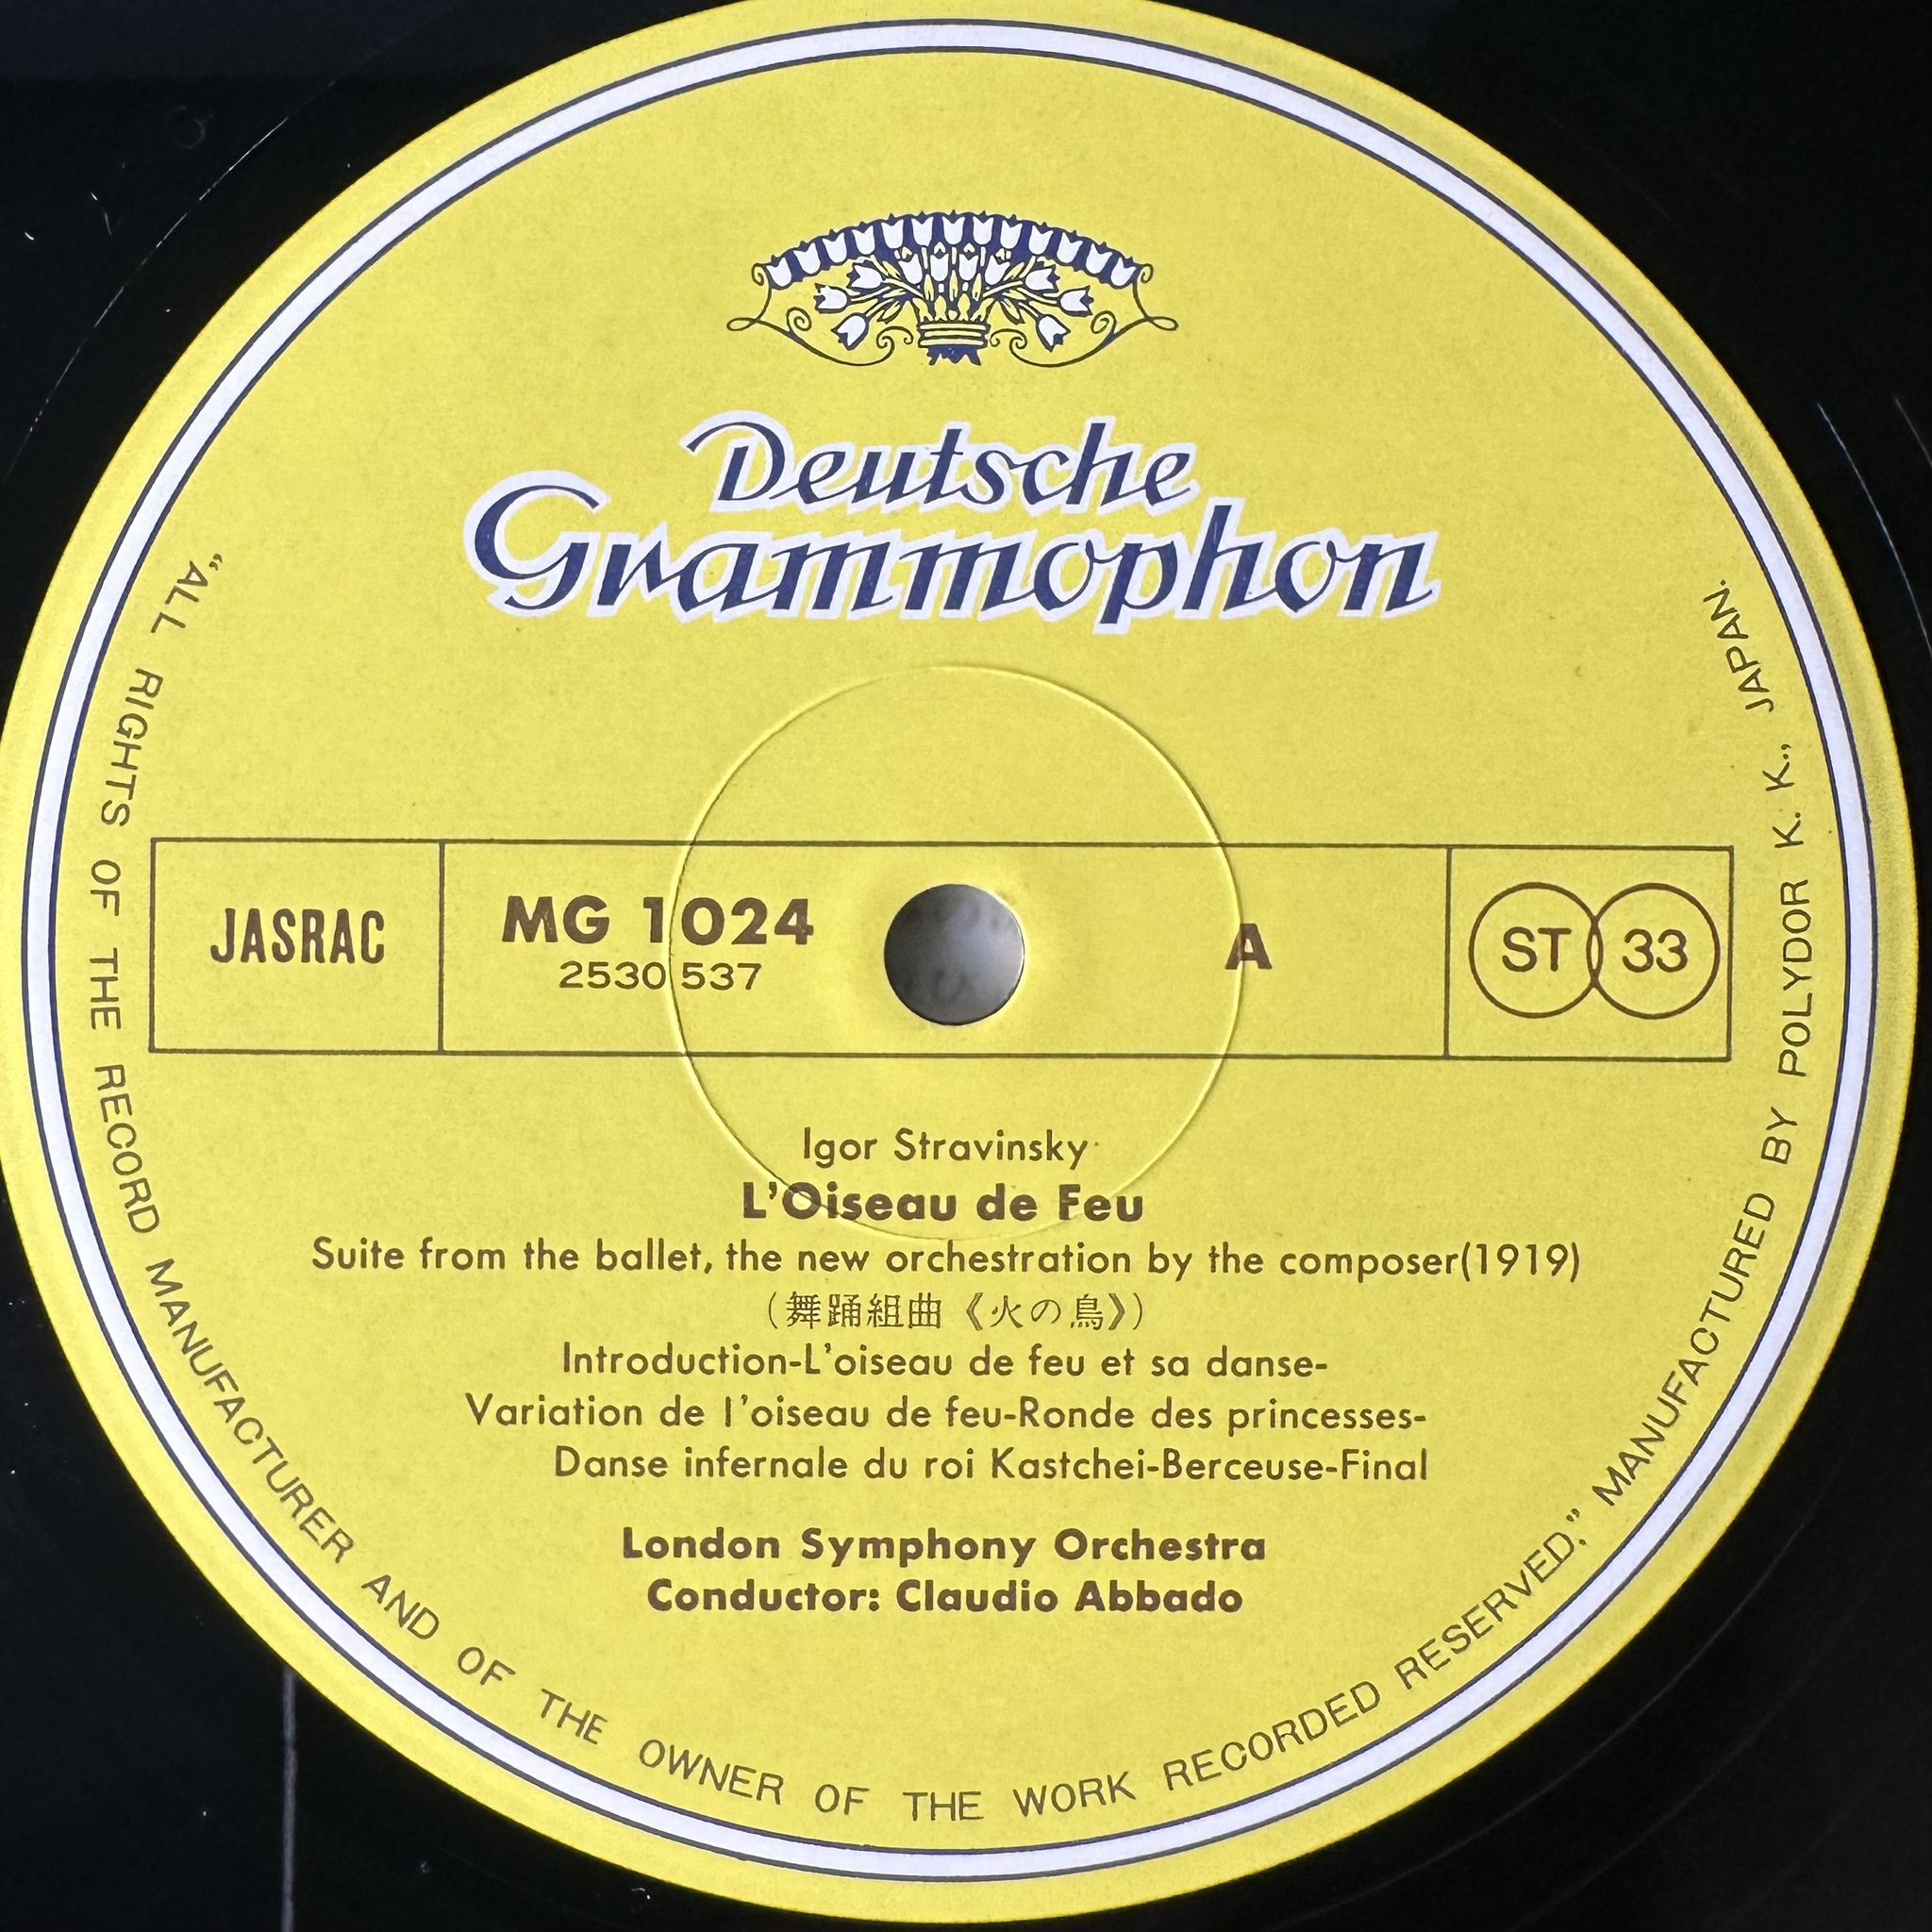 Deutsche
Grammophon
JASRAC
MG 1024
2530 537
A
ST 33
Igor Stravinsky
L'Oiseau de Feu
Suite from the ballet, the new orchestration by the composer(1919)
(舞踊組曲《火の鳥》)
Introduction-L'oiseau de feu et sa danse-
Variation de l'oiseau de feu-Ronde des princesses-
Danse infernale du roi Kastchei-Berceuse-Final
London Symphony Orchestra
Conductor: Claudio Abbado
“ALL RIGHTS OF THE RECORD MANUFACTURER AND OF THE OWNER OF THE WORK RECORDED RESERVED.” MANUFACTURED BY POLYDOR K. K., JAPAN.